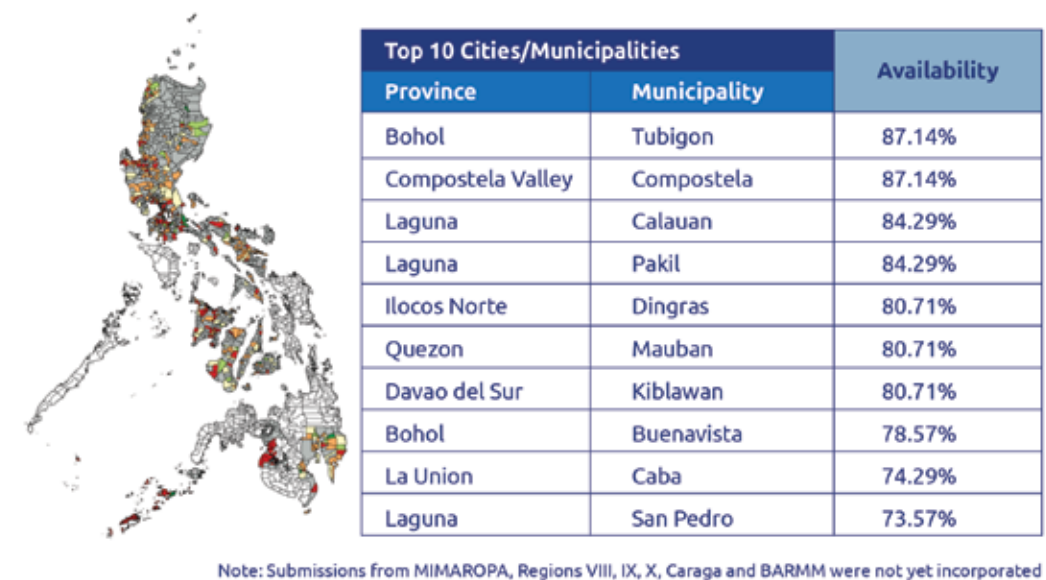 Top 10 Cities/Municipalities
Availability
Province Municipality
Bohol Tubigon 87.14%
Compostela Valley Compostela 87.14%
Laguna Calauan 84.29%
Laguna Pakil 84.29%
Ilocos Norte Dingras 80.71%
Quezon Mauban 80.71%
Davao del Sur Kiblawan 80.71%
Bohol Buenavista 78.57%
La Union Caba 74.29%
Laguna San Pedro 73.57%
Note: Submissions from MIMAROPA, Regions VIII, IX, X, Caraga and BARMM were not yet incorporated